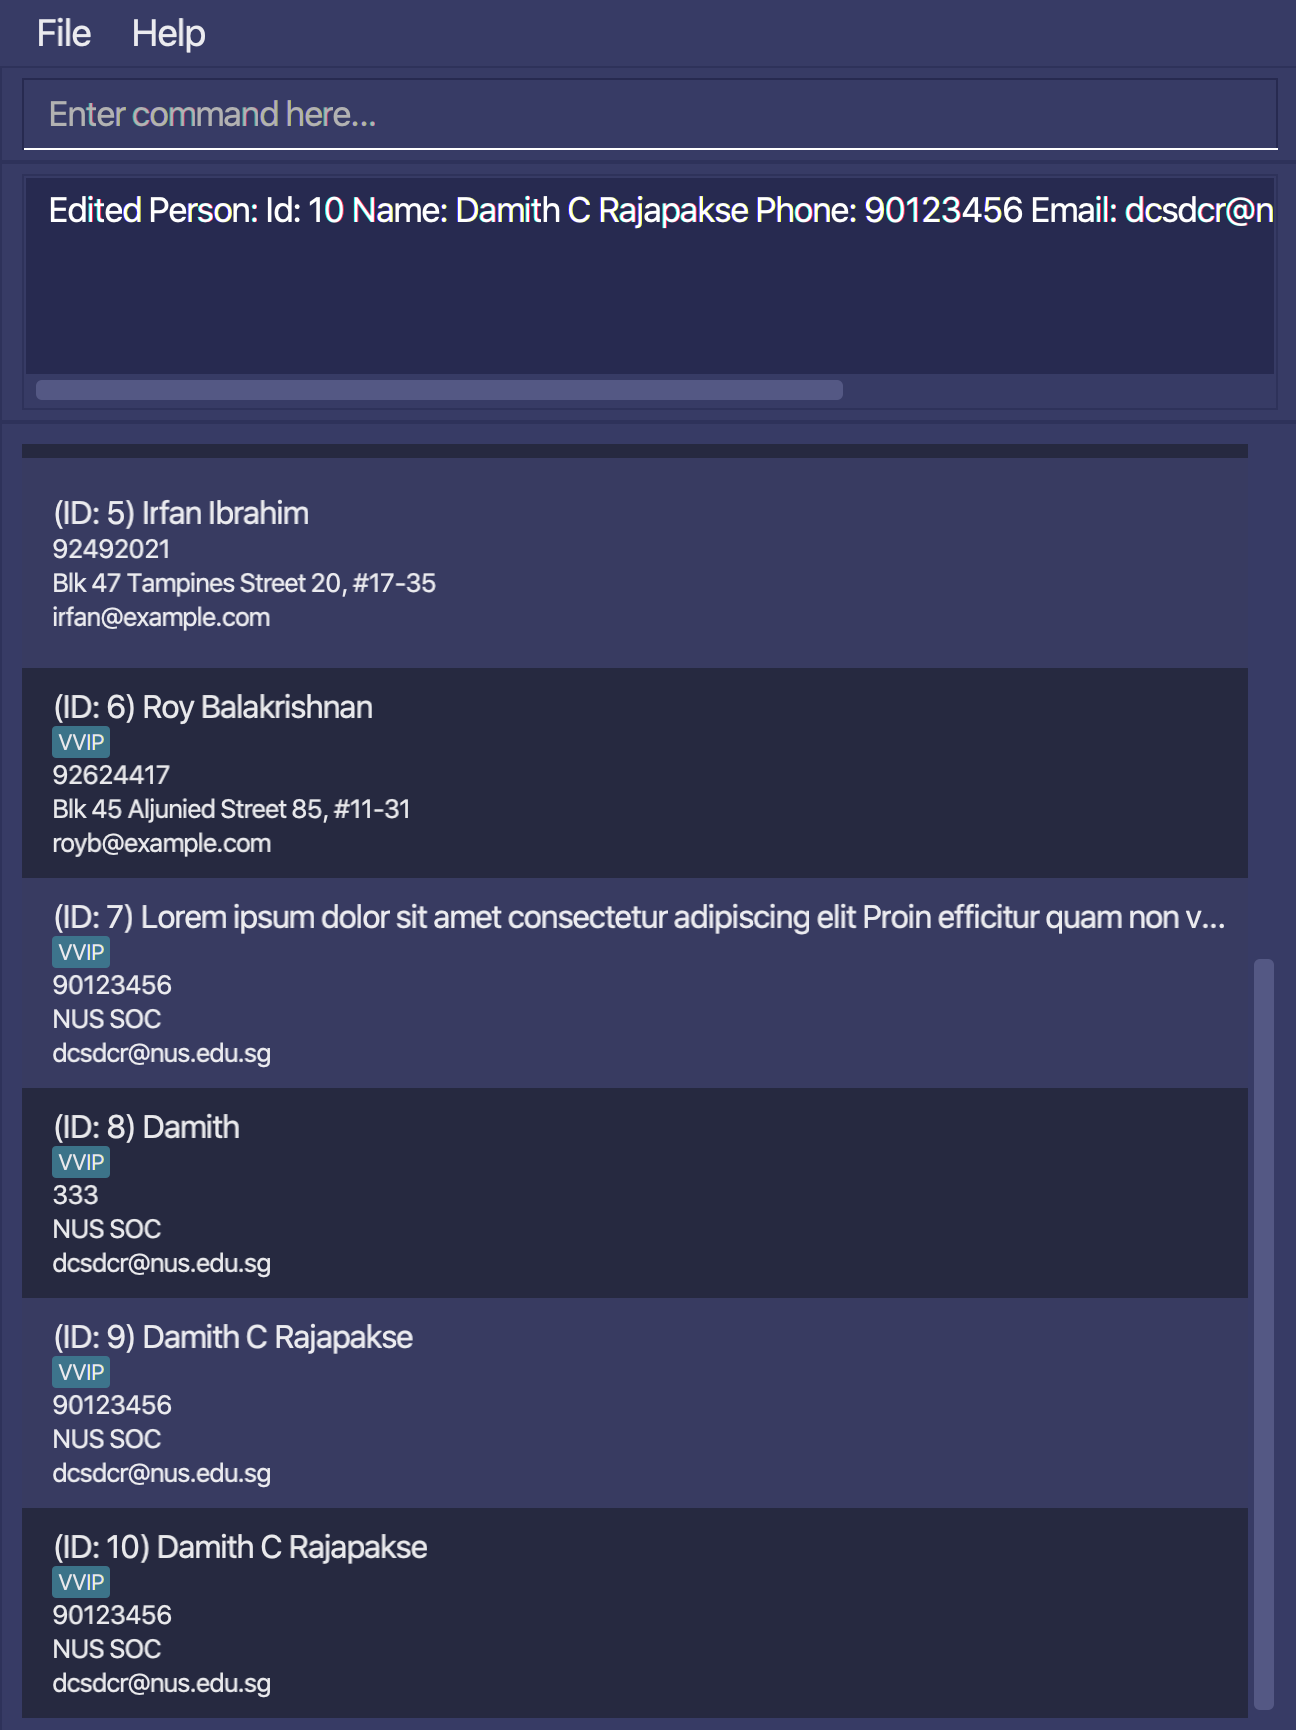 File Help
Enter command here...
Edited Person: Id: 10 Name: Damith C Rajapakse Phone: 90123456 Email: dcsdcr@n
(ID: 5) Irfan Ibrahim
92492021
Blk 47 Tampines Street 20, #17-35
irfan@example.com
(ID: 6) Roy Balakrishnan
VVIP
92624417
Blk 45 Aljunied Street 85, #11-31
royb@example.com
(ID: 7) Lorem ipsum dolor sit amet consectetur adipiscing elit Proin efficitur quam non v...
VVIP
90123456
NUS SOC
dcsdcr@nus.edu.sg
(ID: 8) Damith
VVIP
333
NUS SOC
dcsdcr@nus.edu.sg
(ID: 9) Damith C Rajapakse
VVIP
90123456
NUS SOC
dcsdcr@nus.edu.sg
(ID: 10) Damith C Rajapakse
VVIP
90123456
NUS SOC
dcsdcr@nus.edu.sg